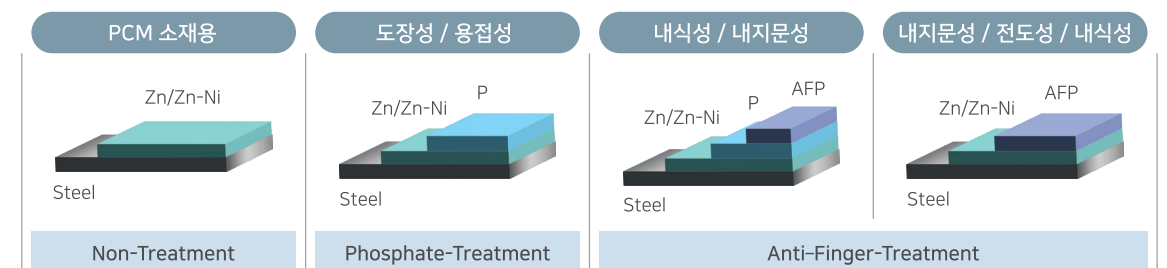 PCM 소재용
도장성 / 용접성
내식성 / 내지문성
내지문성 / 전도성 / 내식성
Zn/Zn-Ni
Steel
Zn/Zn-Ni
P
Steel
Zn/Zn-Ni
P
AFP
Steel
Zn/Zn-Ni
AFP
Steel
Non-Treatment
Phosphate-Treatment
Anti-Finger-Treatment